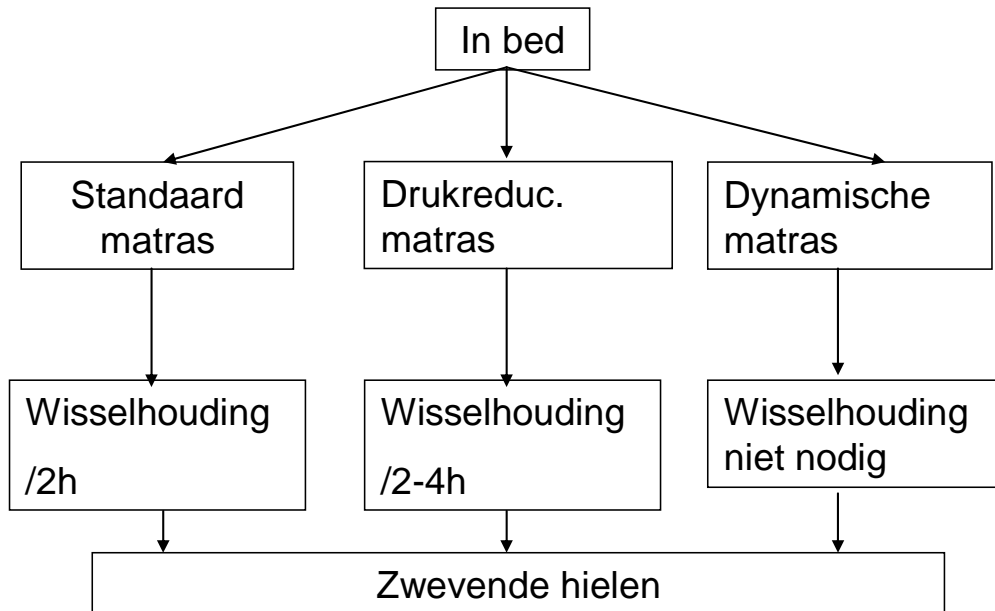 In bed
Standaard
matras
Drukreduc.
matras
Dynamische
matras
Wisselhouding
/2h
Wisselhouding
/2-4h
Wisselhouding
niet nodig
Zwevende hielen